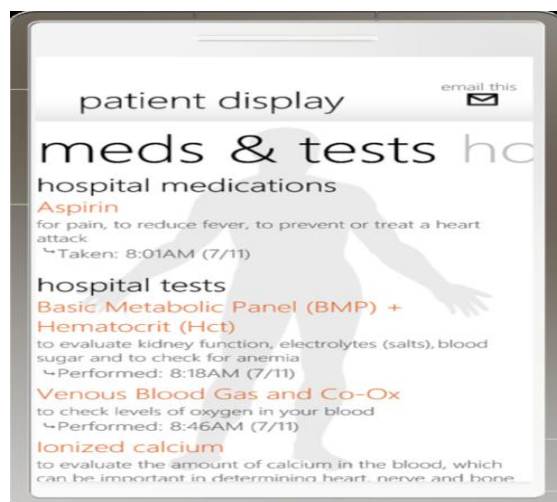 email this
patient display
meds & tests ho
hospital medications
Aspirin
for pain, to reduce fever, to prevent or treat a heart
attack
Taken: 8:01AM (7/11)
hospital tests
Basic Metabolic Panel (BMP) +
Hematocrit (Hct)
to evaluate kidney function, electrolytes (salts), blood
sugar and to check for anemia
Performed: 8:18AM (7/11)
Venous Blood Gas and Co-Ox
to check levels of oxygen in your blood
Performed: 8:46AM (7/11)
Ionized calcium
to evaluate the amount of calcium in the blood, which
can be important in determining heart, nerve and bone